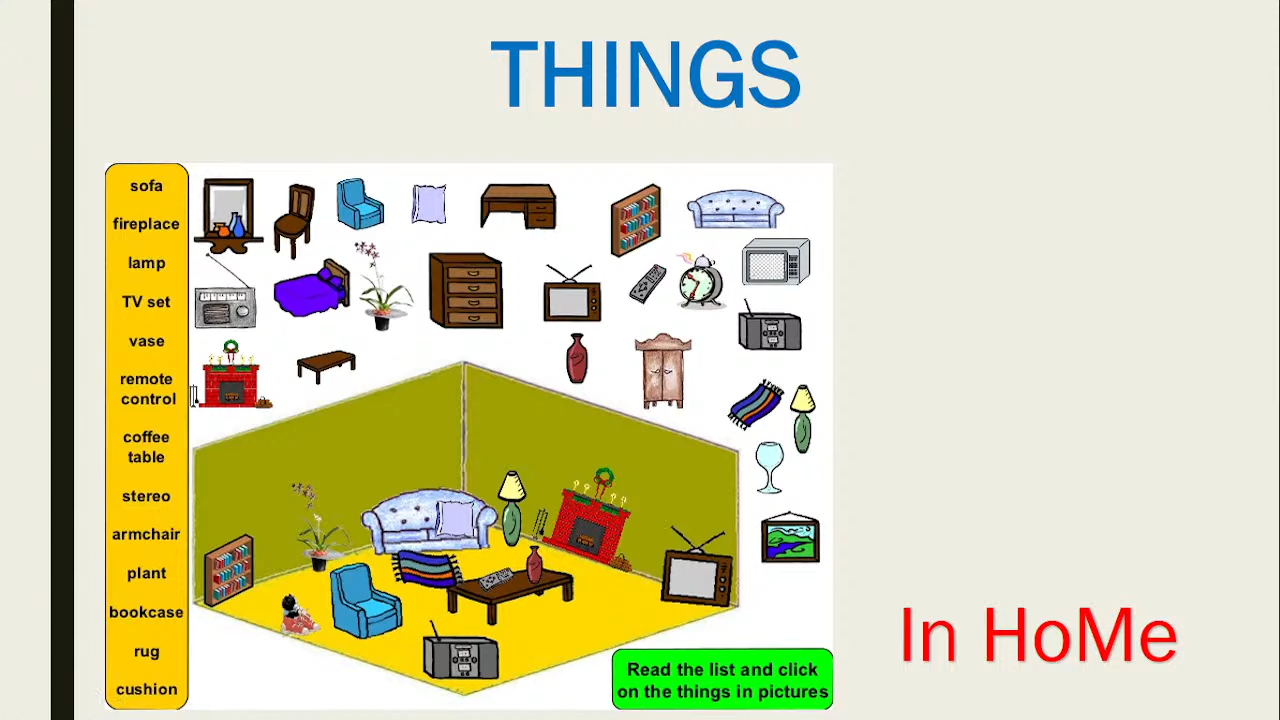 THINGS
sofa
fireplace
lamp
TV set
vase
remote
control
coffee
table
stereo
armchair
plant
bookcase
rug
cushion
Read the list and click
on the things in pictures
In HoMe